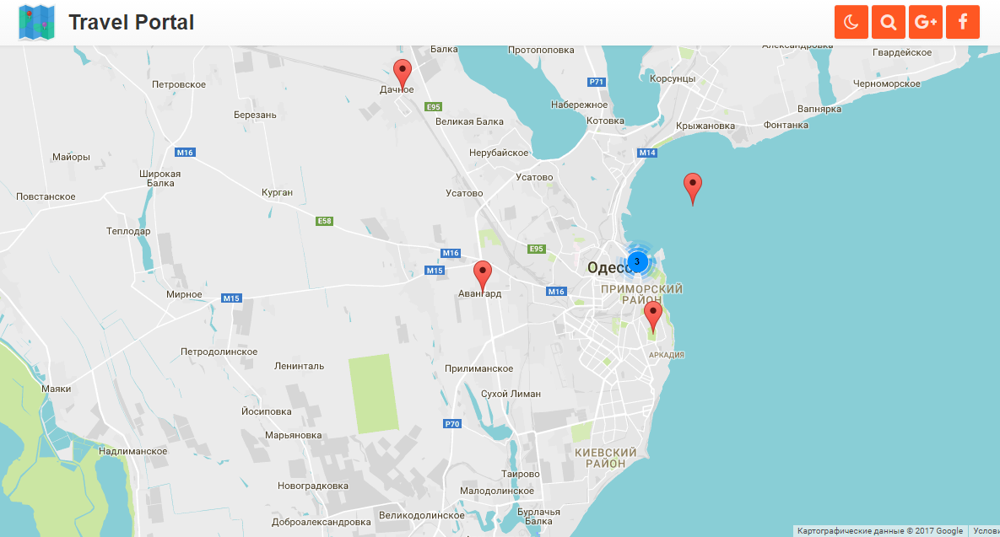 Travel Portal
G+
f
Балка
Протопоповка
Александровка
Гвардейское
Петровское
Дачное
P71
Корсунцы
Черноморское
E95
Набережное
Вапнярка
Березань
Великая Балка
Котовка
Крыжановка
Фонтанка
M16
Нерубайское
M14
Майоры
Широкая
Балка
Усатово
Повстанское
Курган
Усатово
Теплодар
E58
M16
E95
3
M15
Одесс
Мирное
M15
Авангард
M16
ПРИМОРСКИЙ
РАЙОН
Петродолинское
АРКАДИЯ
Лениnталь
Прилиманское
Маяки
Сухой Лиман
Йосиповка
P70
Марьяновка
Надлиманское
КИЕВСКИЙ
РАЙОН
Таирово
Новоградковка
Малодолинское
Великодолинское
Бурлачья
Балка
Доброалександровка
Авангард
Картографические данные © 2017 Google
Услови